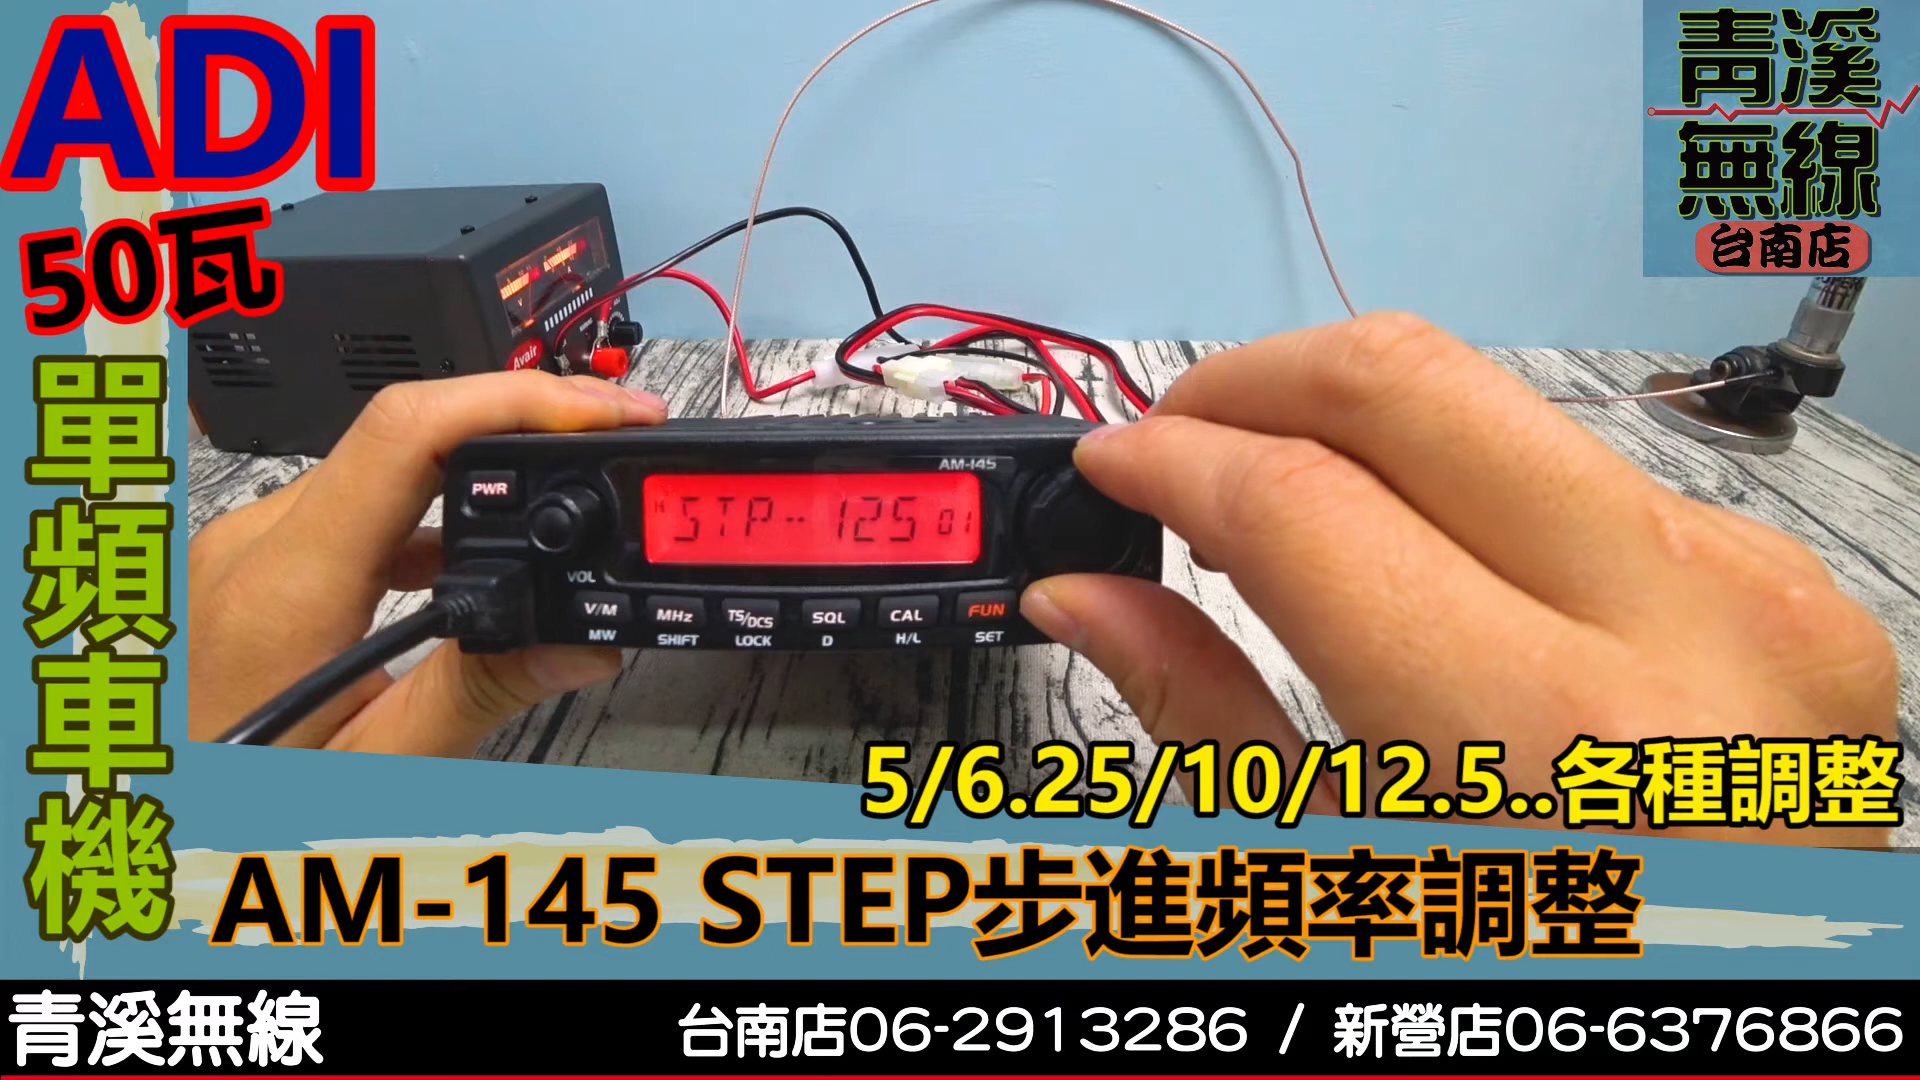 ADI
50瓦
單頻車機
青溪
無線
台南店
Avair
AM-145
PWR
STP--125 01
VOL
V/M
MHz
TS/DCS
SQL
CAL
FUN
MW
SHIFT
LOCK
D
H/L
SET
5/6.25/10/12.5..各種調整
AM-145 STEP步進頻率調整
青溪無線
台南店06-2913286 / 新營店06-6376866